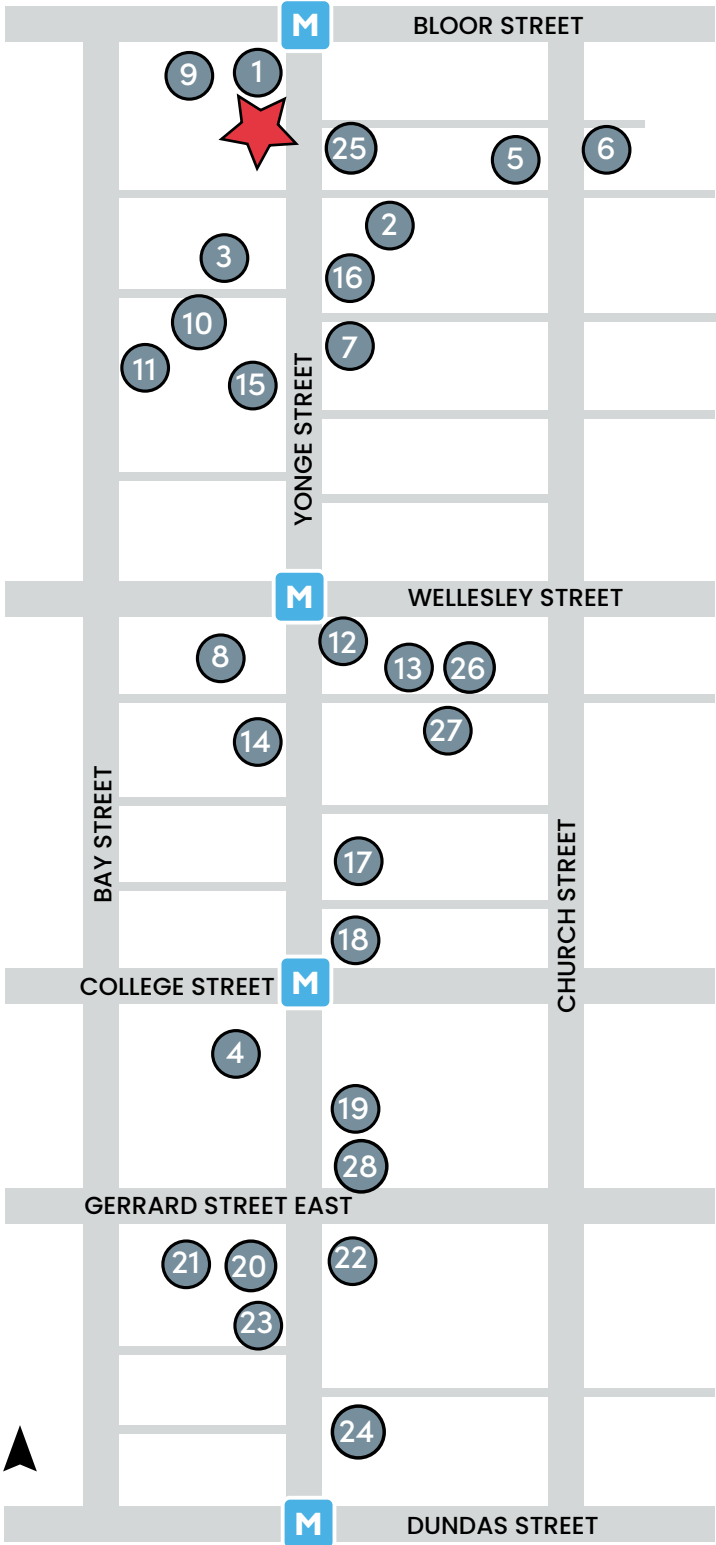 M
BLOOR STREET
9
1
25
5
6
2
3
16
10
7
11
15
YONGE STREET
M
WELLESLEY STREET
12
8
13
26
27
14
BAY STREET
17
CHURCH STREET
18
COLLEGE STREET
M
4
19
28
GERRARD STREET EAST
21
20
22
23
24
M
DUNDAS STREET